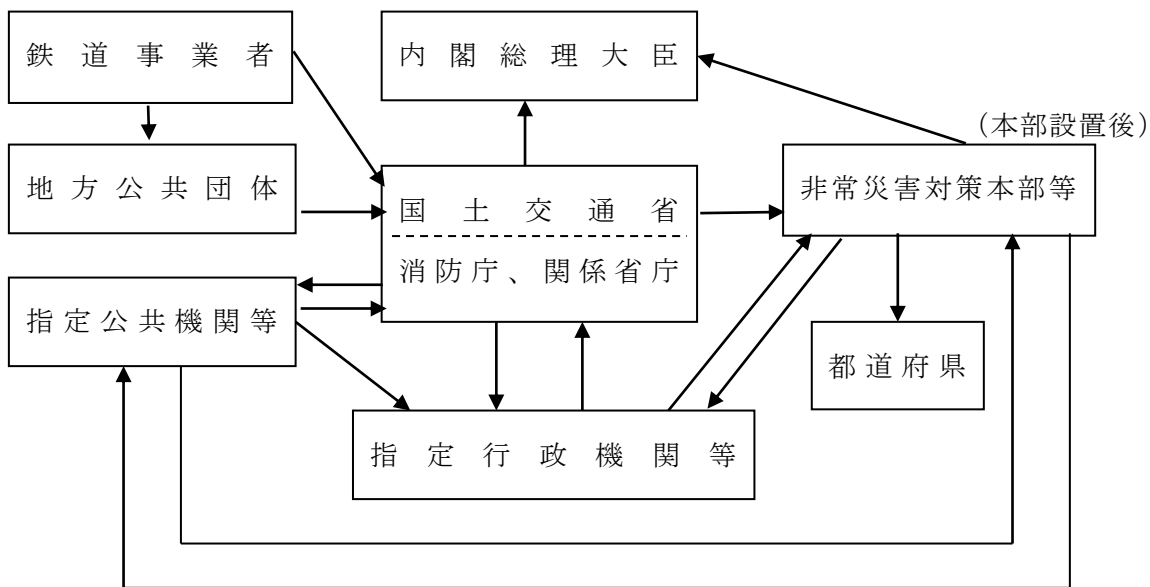 鉄道事業者
内閣総理大臣
(本部設置後)
地方公共団体
国土交通省
非常災害対策本部等
消防庁、関係省庁
指定公共機関等
都道府県
指定行政機関等